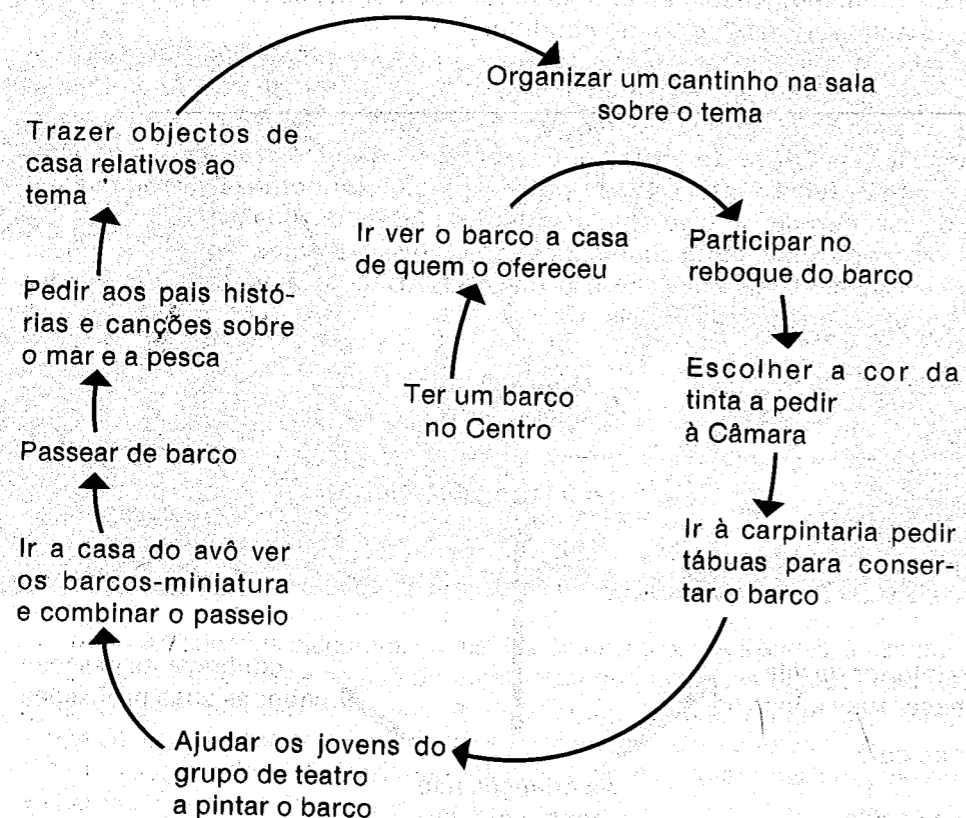 Organizar um cantinho na sala
sobre o tema
Trazer objectos de
casa relativos ao
tema
Ir ver o barco a casa
de quem o ofereceu
Participar no
reboque do barco
Pedir aos pais histó-
rias e canções sobre
o mar e a pesca
Ter um barco
no Centro
Escolher a cor da
tinta a pedir
à Câmara
Passear de barco
Ir à carpintaria pedir
tábuas para conser-
tar o barco
Ir a casa do avô ver
os barcos-miniatura
e combinar o passeio
Ajudar os jovens do
grupo de teatro
a pintar o barco